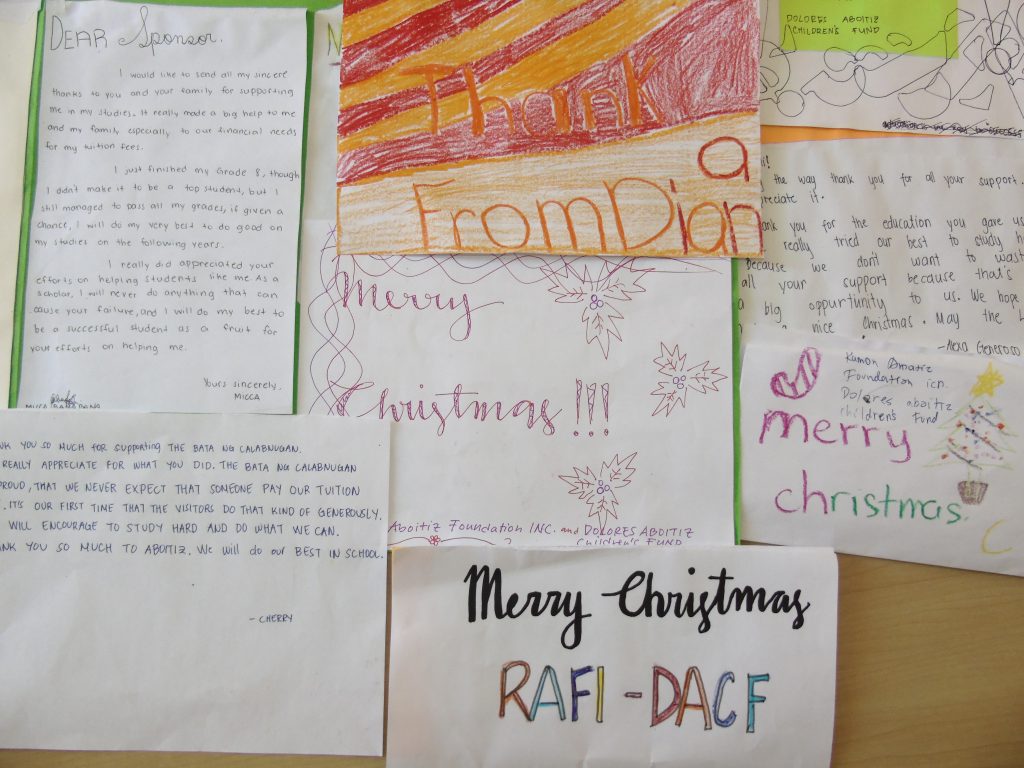 DEAR Sponsor.
I would like to send all my sincere
thanks to you and your family for supporting
me in my studies. It really made a big help to me
and my family especially to our financial needs
for my tuition fees.
I just finished my Grade 8, though
I didn't make it to be a top student, but I
still managed to pass all my grades, if given a
chance, I will do my very best to do good on
my studies on the following years.
I really did appreciated your
efforts on helping students like me. As a
scholar, I will never do anything that can
cause your failure, and I will do my best to
be a successful student as a fruit for
your efforts on helping me.
Yours sincerely,
MICCA
Thank
From Dian
a
DOLORES ABOITIZ
CHILDREN'S FUND
the way thank you for all your support.
it.
you for the education you gave us
really tried our best to study
because we don't want to
all your support because that's
a big oppurtunity to us. We hope
a nice Christmas. May the
-Alexa Generoso
Merry
Christmas !!!
Aboitiz Foundation INC. and DOLORES ABOITIZ
Children's FUND
Foundation icn.
Dolores aboitiz
children's Fund
merry
christmas.
YOU SO MUCH FOR supporting THE BATA NG CALABNUGAN.
REALLY APPRECIATE FOR WHAT YOU DID. THE BATA NG CALABNUGAN
PROUD, THAT WE NEVER EXPECT THAT SOMEONE PAY OUR TUITION
IT'S OUR FIRST TIME THAT THE VISITORS DO THAT KIND OF GENEROUSLY.
WILL ENCOURAGE TO STUDY HARD AND DO WHAT WE CAN.
YOU SO MUCH TO ABOITIZ. WE WILL DO OUR BEST IN SCHOOL.
- CHERRY
Merry Christmas
RAFI - DACF